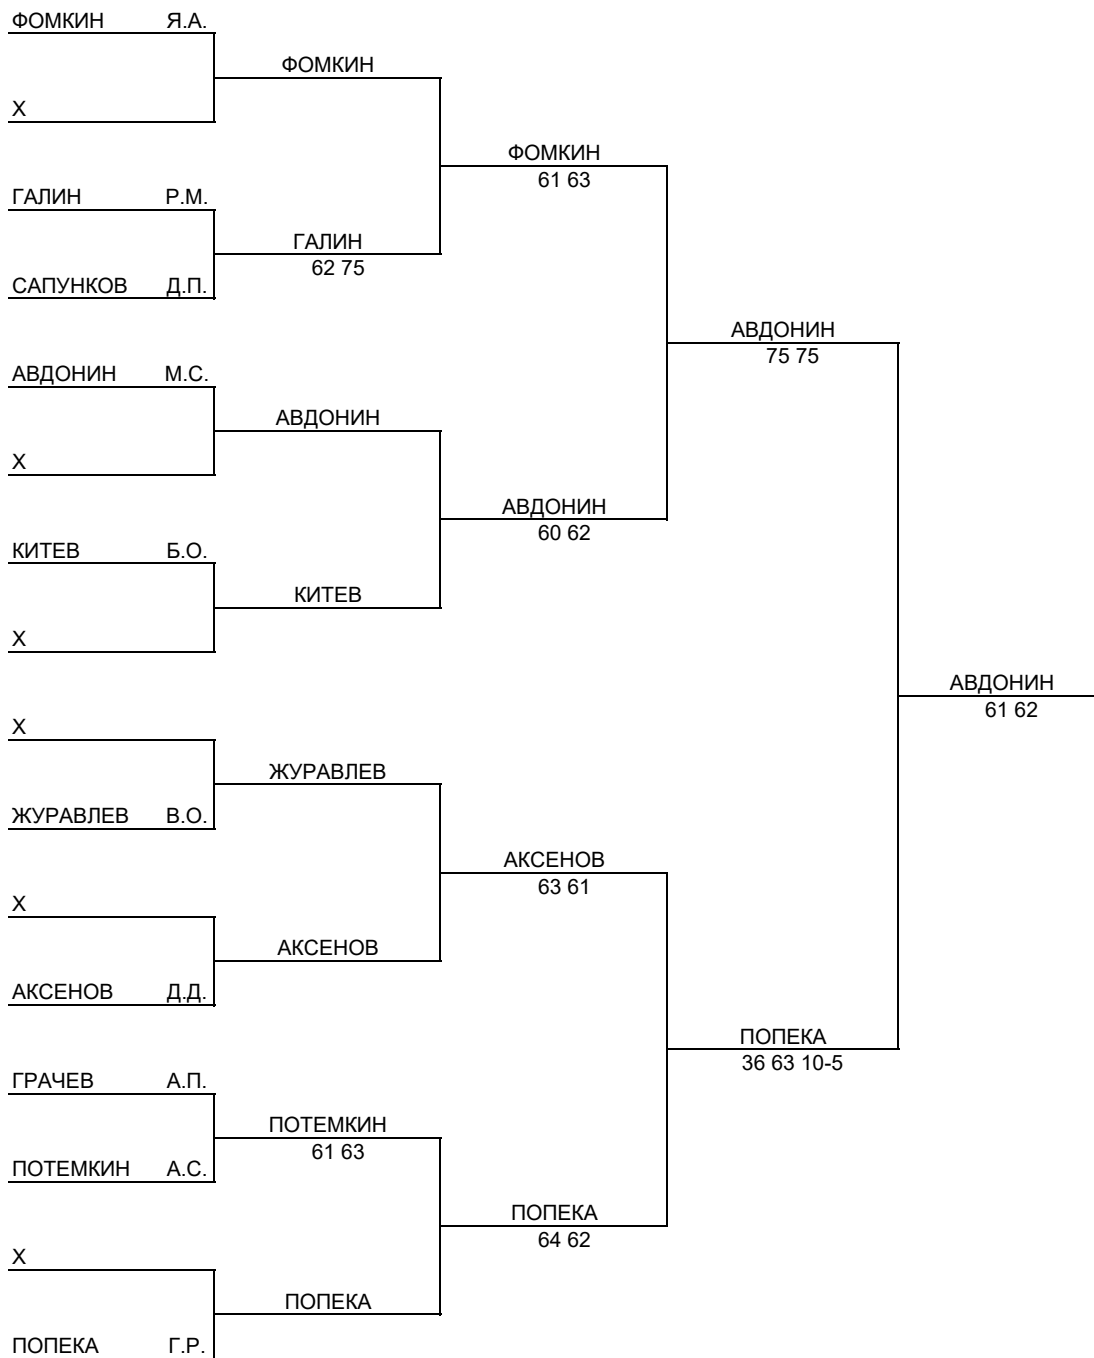 ФОМКИН Я.А.
ФОМКИН
Х
ФОМКИН
61 63
ГАЛИН Р.М.
ГАЛИН
62 75
САПУНКОВ Д.П.
АВДОНИН
75 75
АВДОНИН М.С.
АВДОНИН
Х
АВДОНИН
60 62
КИТЕВ Б.О.
КИТЕВ
Х
АВДОНИН
61 62
Х
ЖУРАВЛЕВ
ЖУРАВЛЕВ В.О.
АКСЕНОВ
63 61
Х
АКСЕНОВ
АКСЕНОВ Д.Д.
ПОПЕКА
36 63 10-5
ГРАЧЕВ А.П.
ПОТЕМКИН
61 63
ПОТЕМКИН А.С.
ПОПЕКА
64 62
Х
ПОПЕКА
ПОПЕКА Г.Р.